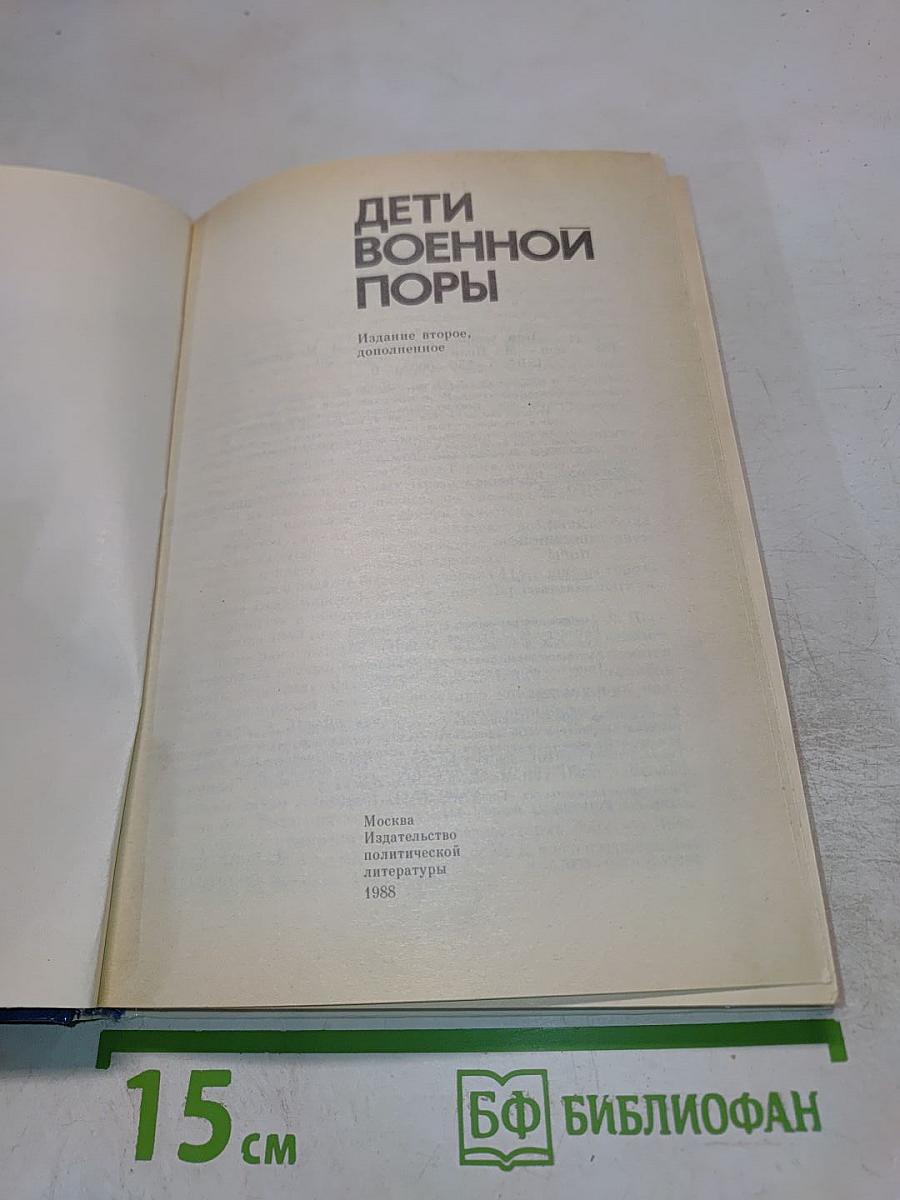 ДЕТИ
ВОЕННОЙ
ПОРЫ
Издание второе,
дополненное
Москва
Издательство
политической
литературы
1988
15 см
БФ БИБЛИОФАН